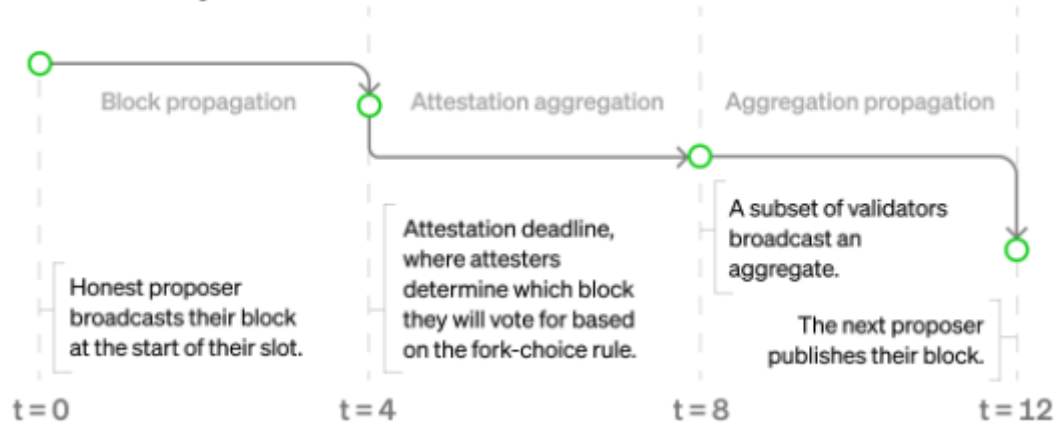 Block propagation
Attestation aggregation
Aggregation propagation
Honest proposer
broadcasts their block
at the start of their slot.
Attestation deadline,
where attesters
determine which block
they will vote for based
on the fork-choice rule.
A subset of validators
broadcast an
aggregate.
The next proposer
publishes their block.
t=0
t=4
t=8
t=12